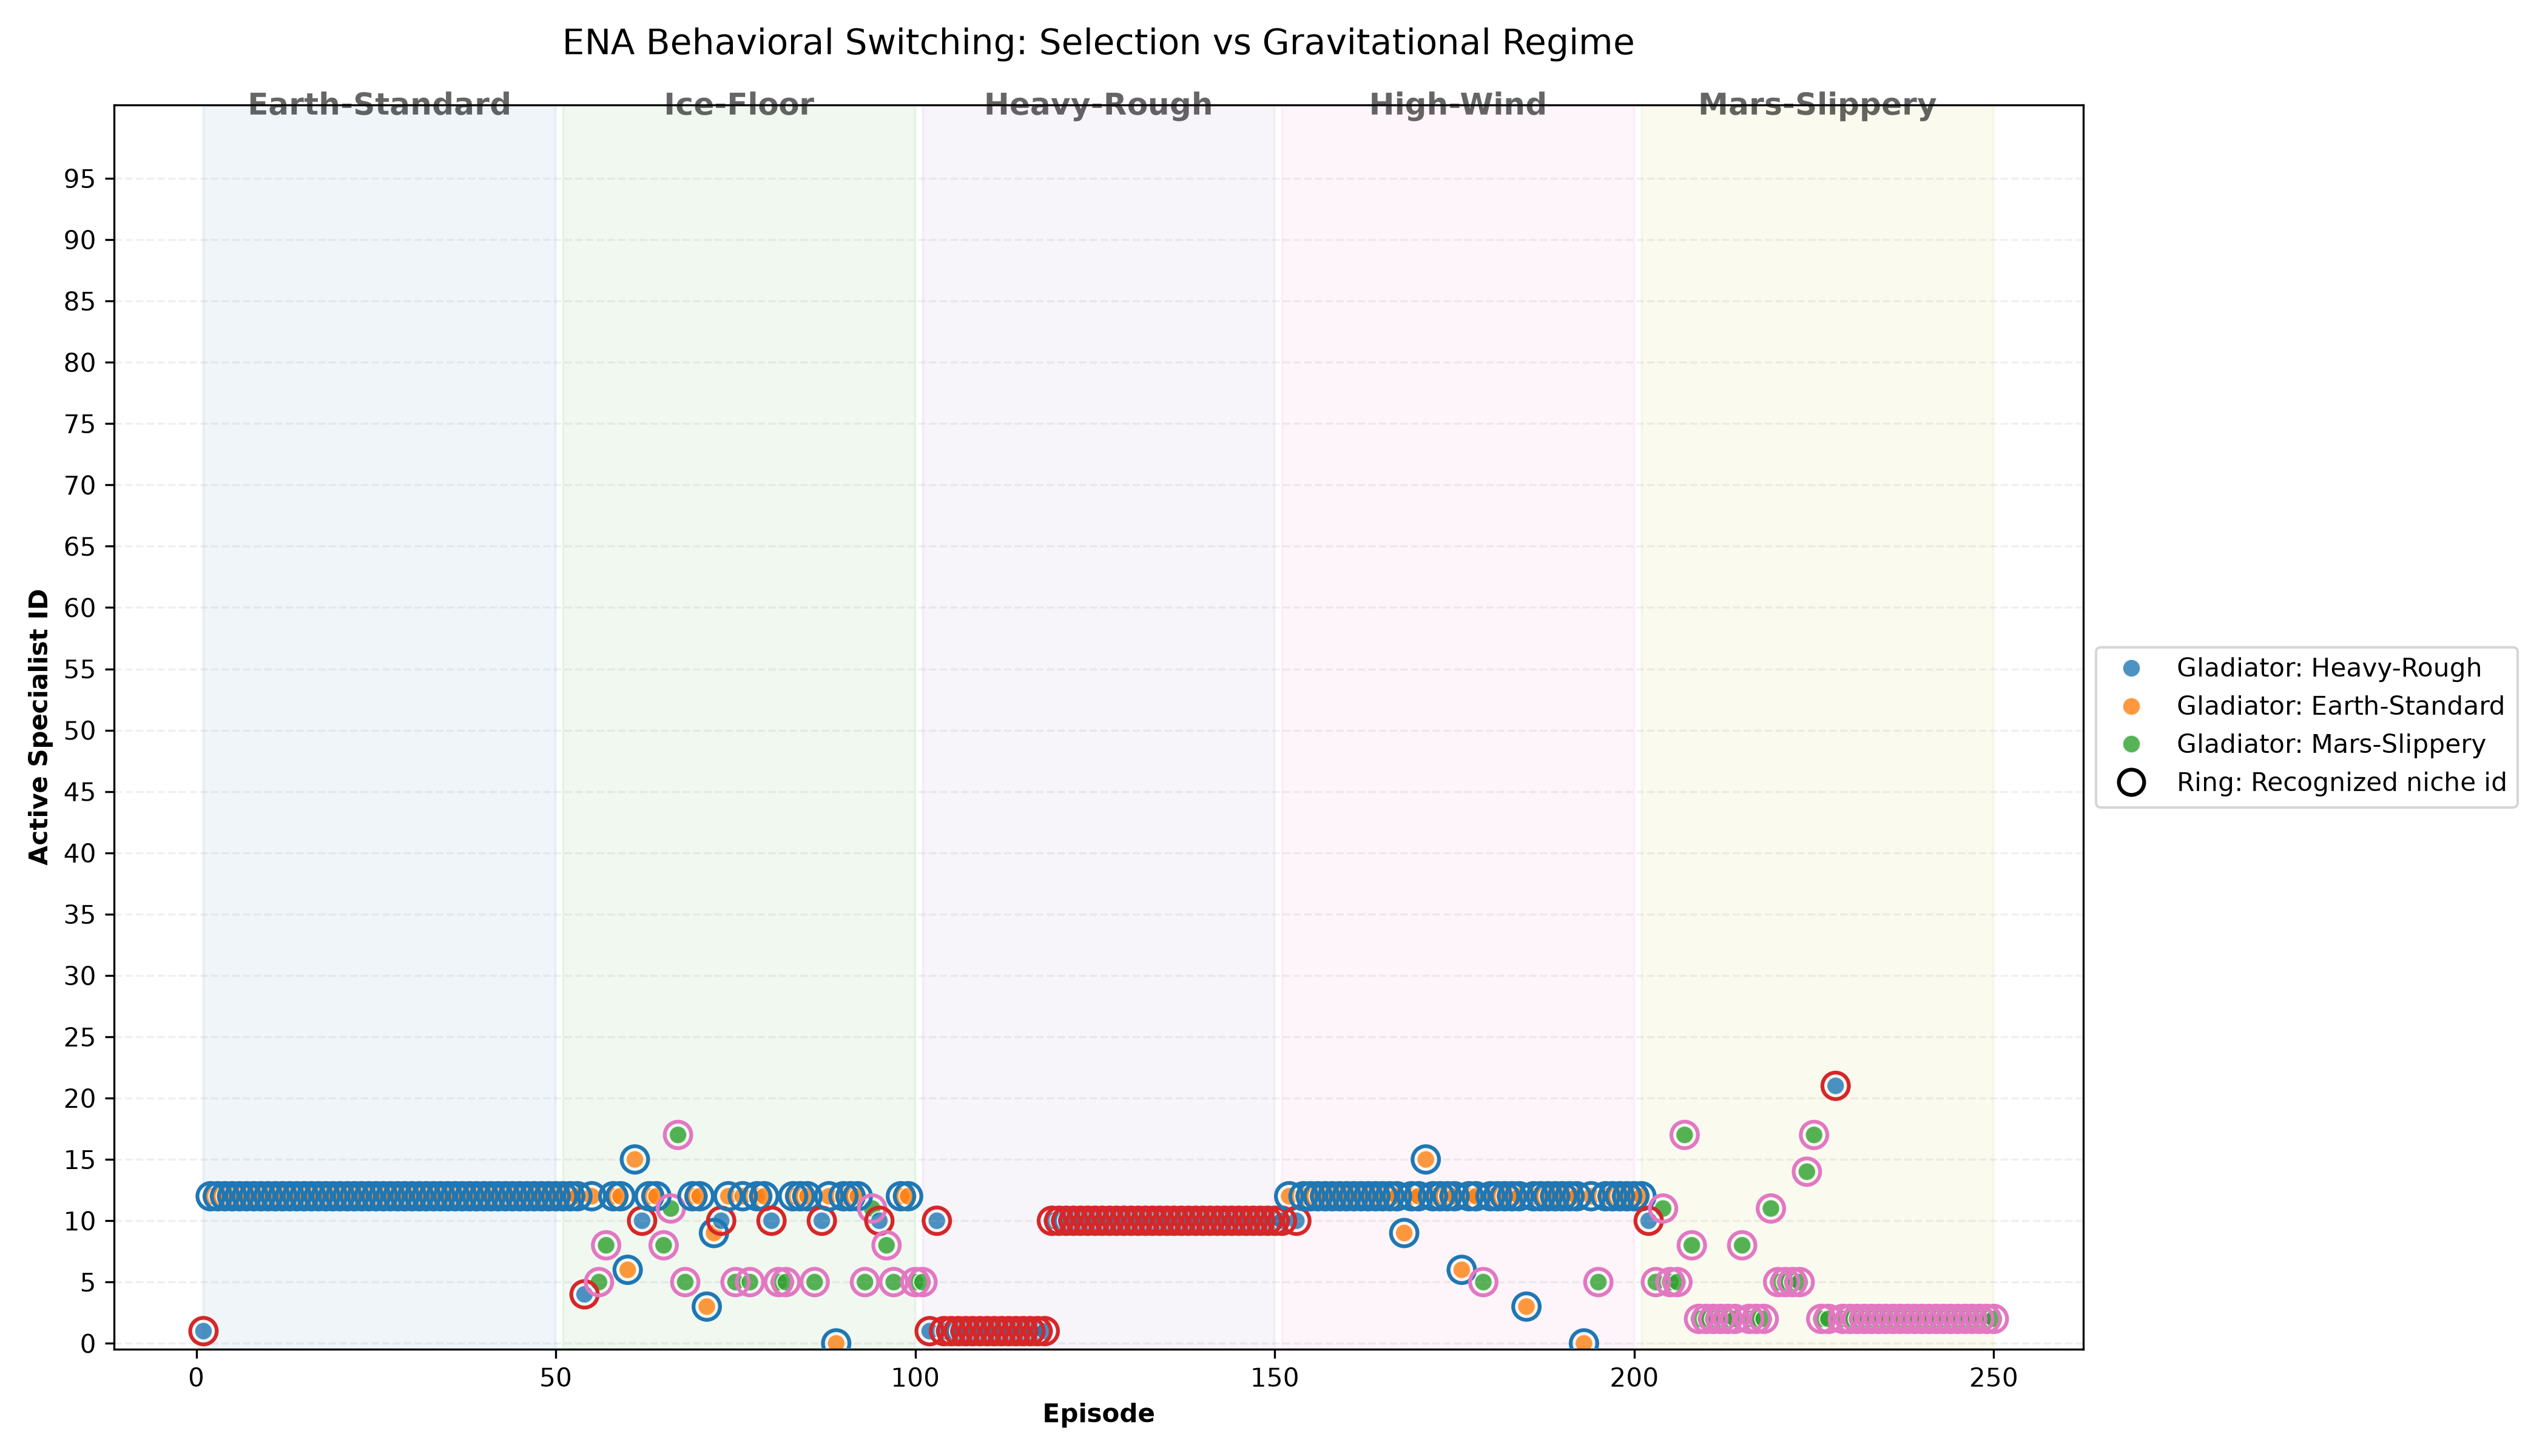 ENA Behavioral Switching: Selection vs Gravitational Regime
Earth-Standard
Ice-Floor
Heavy-Rough
High-Wind
Mars-Slippery
95
90
85
80
75
70
65
60
55
50
45
40
35
30
25
20
15
10
5
0
Active Specialist ID
0
50
100
150
200
250
Episode
Gladiator: Heavy-Rough
Gladiator: Earth-Standard
Gladiator: Mars-Slippery
Ring: Recognized niche id